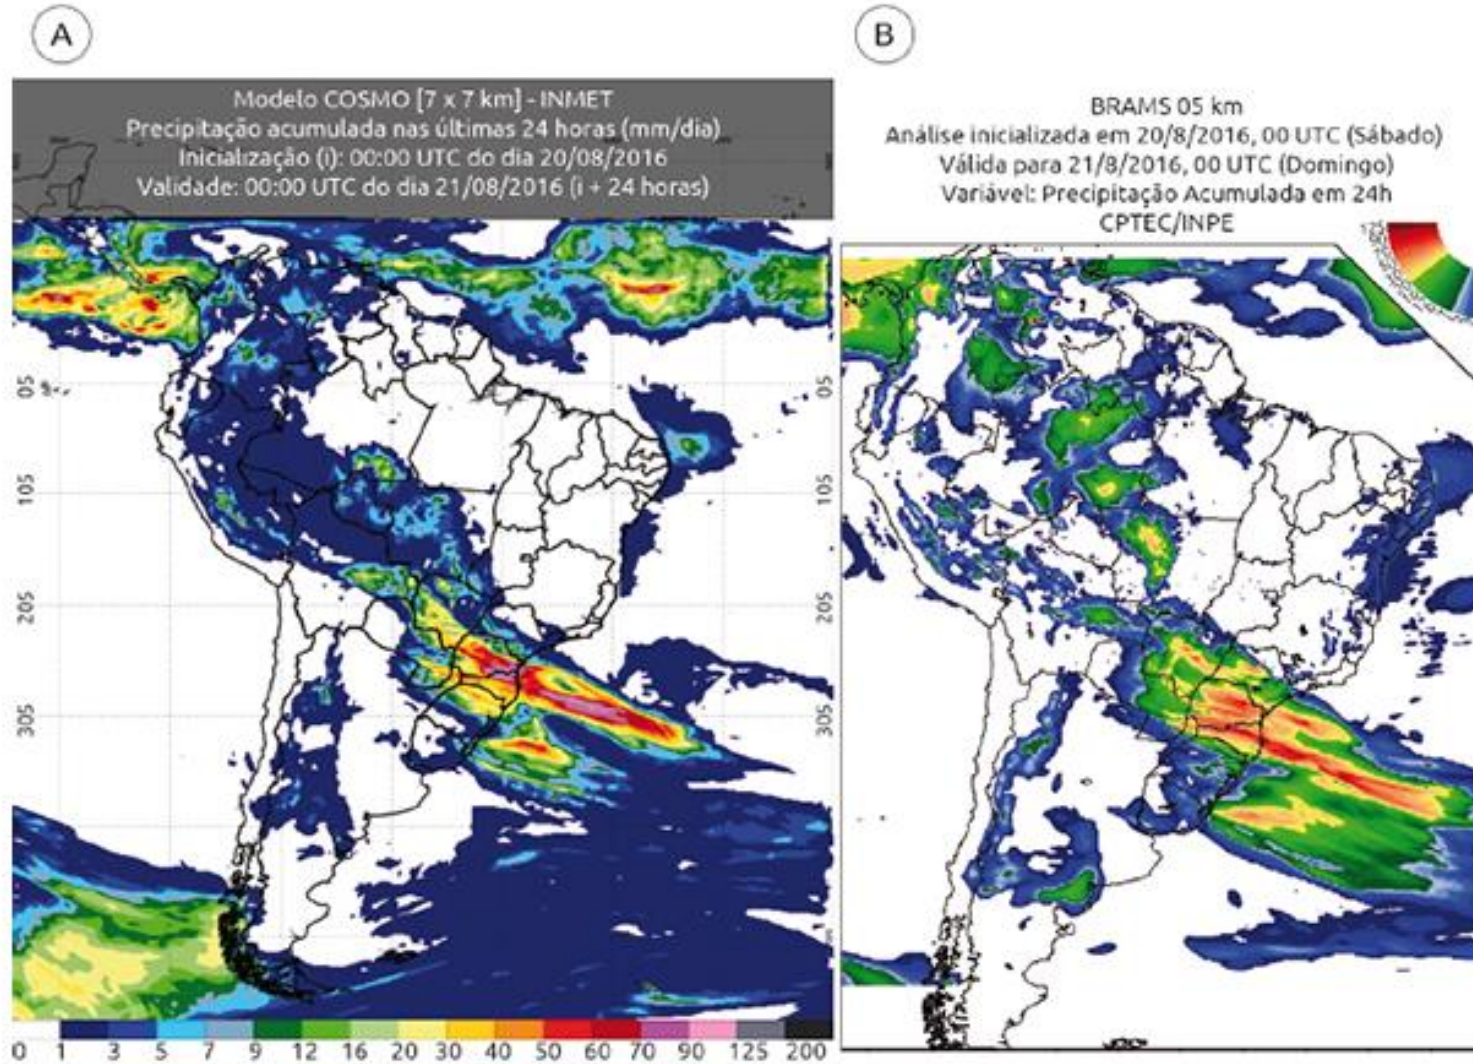 A
B
Modelo COSMO [7 x 7 km] - INMET
Precipitação acumulada nas últimas 24 horas (mm/dia)
Inicialização (i): 00:00 UTC do dia 20/08/2016
Validade: 00:00 UTC do dia 21/08/2016 (i + 24 horas)
BRAMS 05 km
Análise inicializada em 20/8/2016, 00 UTC (Sábado)
Válida para 21/8/2016, 00 UTC (Domingo)
Variável: Precipitação Acumulada em 24h
CPTEC/INPE
0S
0S
10S
10S
20S
20S
30S
30S
0 1 3 5 7 9 12 16 20 30 40 50 60 70 90 125 200